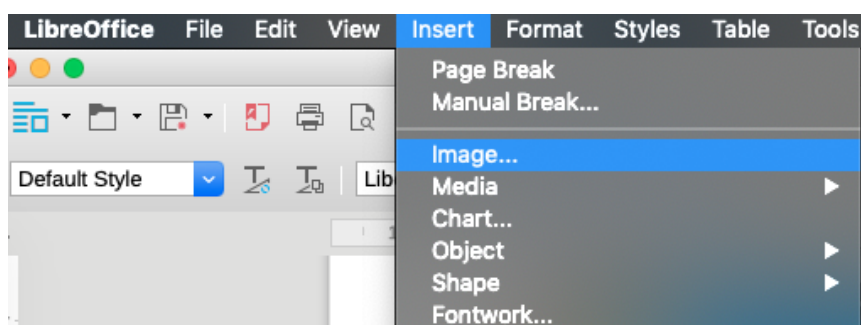 LibreOffice File Edit View Insert Format Styles Table Tools
Page Break
Manual Break...
Image...
Default Style
Lib
Media
Chart...
Object
Shape
Fontwork...